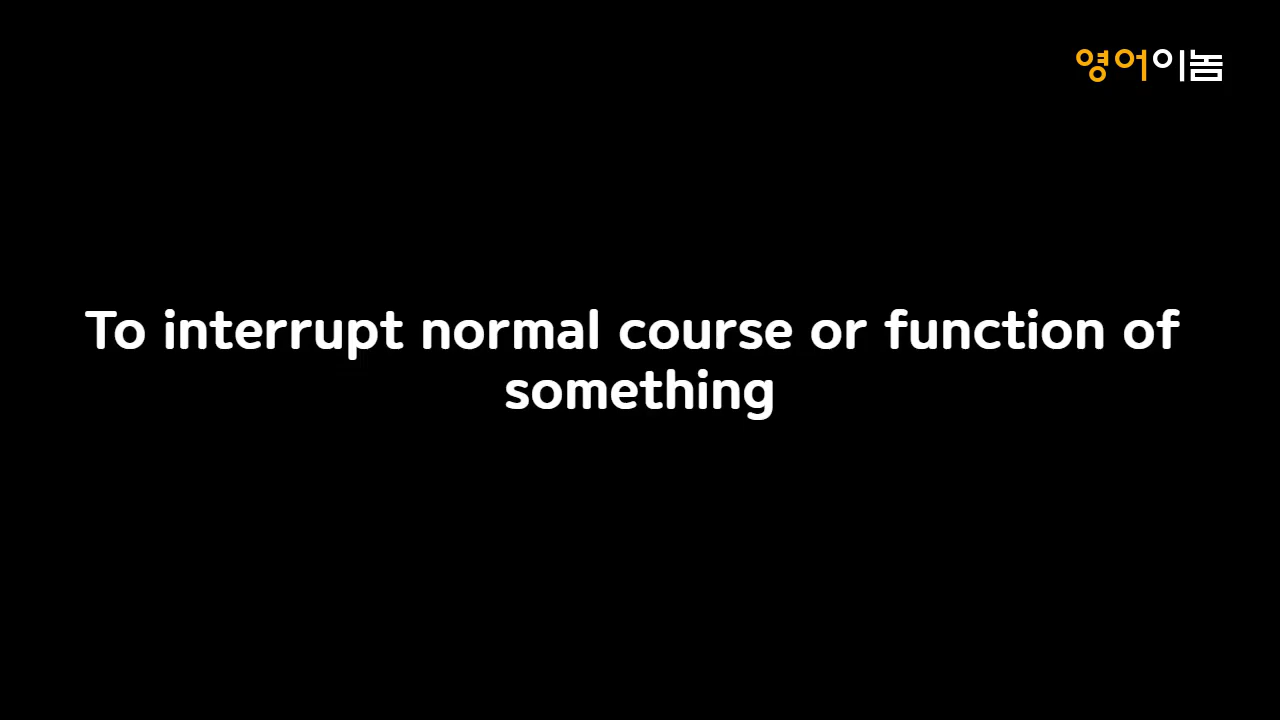 영어이놈
To interrupt normal course or function of
something